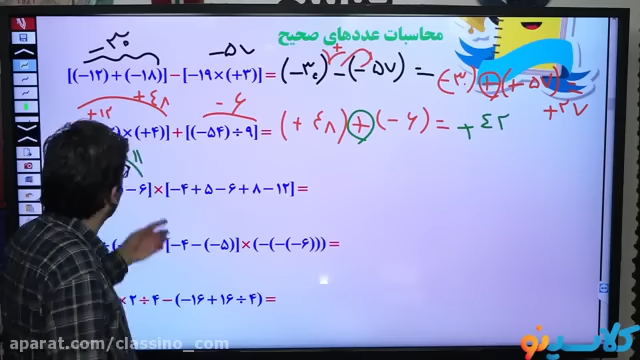 محاسبات عددهای صحیح
-۳۰ -۵۷
[(-۱۲)+(-۱۸)]-[-۱۹×(+۳)]= (-۳۰)-(-۵۷)= (-۳۰)+(+۵۷)=
+۲۷
+۱۲ +۴۸ -۶
×(+۴)]+[(-۵۴)÷۹]= (+۴۸)+(-۶)= +۴۲
-۶]×[-۴+۵-۶+۸-۱۲]=
[-۴-(-۵)]×(-(-(-۶)))=
×۲÷۴-(-۱۶+۱۶÷۴)=
aparat.com/classino_com
کلاسینو